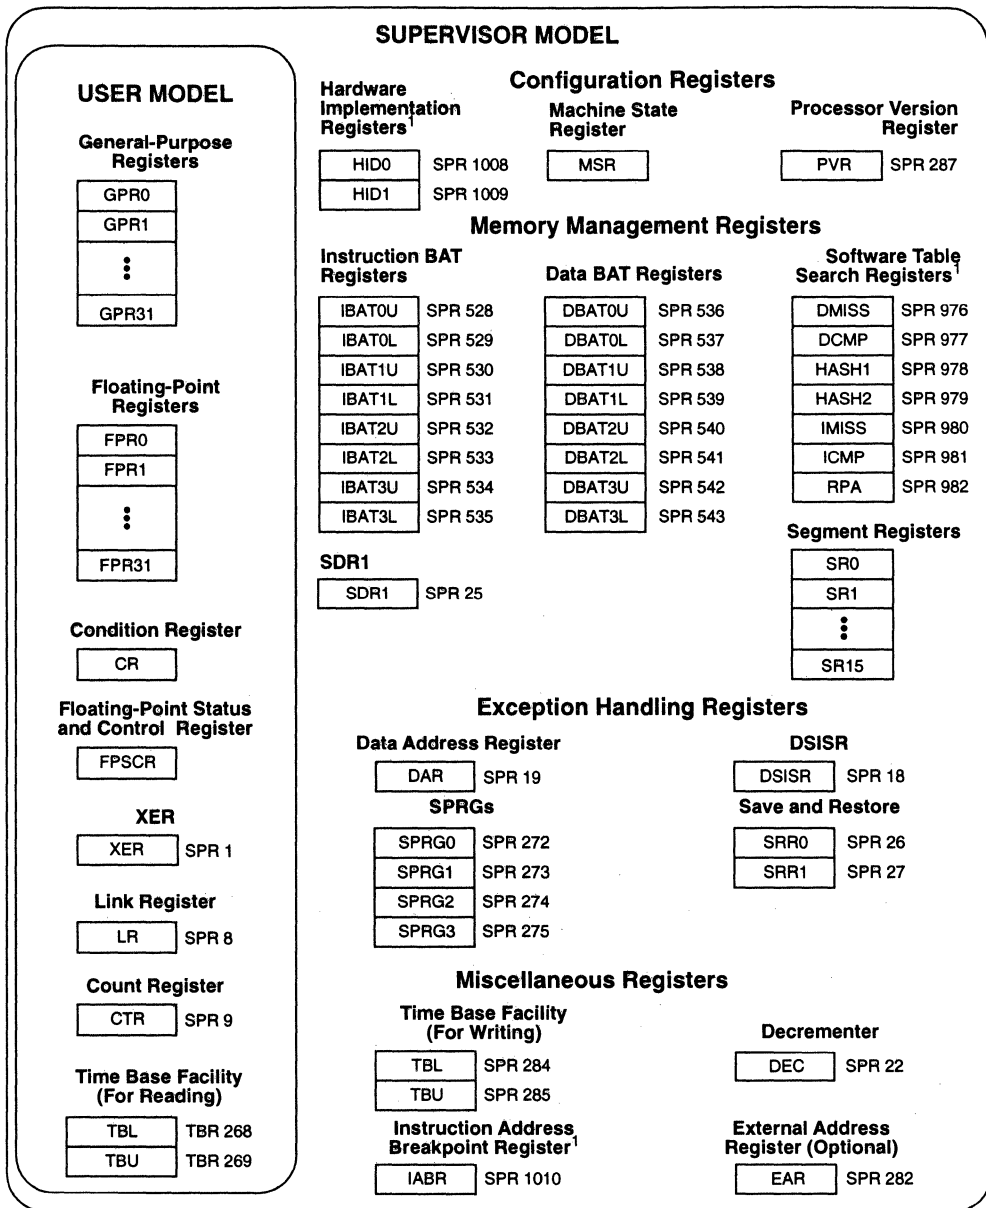 SUPERVISOR MODEL
USER MODEL
General-Purpose
Registers
GPR0
GPR1
GPR31
Floating-Point
Registers
FPR0
FPR1
FPR31
Condition Register
CR
Floating-Point Status
and Control Register
FPSCR
XER
XER SPR 1
Link Register
LR SPR 8
Count Register
CTR SPR 9
Time Base Facility
(For Reading)
TBL TBR 268
TBU TBR 269
Configuration Registers
Hardware
Implementation
Registers1
HID0 SPR 1008
HID1 SPR 1009
Machine State
Register
MSR
Processor Version
Register
PVR SPR 287
Memory Management Registers
Instruction BAT
Registers
IBAT0U SPR 528
IBAT0L SPR 529
IBAT1U SPR 530
IBAT1L SPR 531
IBAT2U SPR 532
IBAT2L SPR 533
IBAT3U SPR 534
IBAT3L SPR 535
Data BAT Registers
DBAT0U SPR 536
DBAT0L SPR 537
DBAT1U SPR 538
DBAT1L SPR 539
DBAT2U SPR 540
DBAT2L SPR 541
DBAT3U SPR 542
DBAT3L SPR 543
Software Table
Search Registers1
DMISS SPR 976
DCMP SPR 977
HASH1 SPR 978
HASH2 SPR 979
IMISS SPR 980
ICMP SPR 981
RPA SPR 982
SDR1
SDR1 SPR 25
Segment Registers
SR0
SR1
SR15
Exception Handling Registers
Data Address Register
DAR SPR 19
DSISR
DSISR SPR 18
SPRGs
SPRG0 SPR 272
SPRG1 SPR 273
SPRG2 SPR 274
SPRG3 SPR 275
Save and Restore
SRR0 SPR 26
SRR1 SPR 27
Miscellaneous Registers
Time Base Facility
(For Writing)
TBL SPR 284
TBU SPR 285
Decrementer
DEC SPR 22
Instruction Address
Breakpoint Register1
IABR SPR 1010
External Address
Register (Optional)
EAR SPR 282